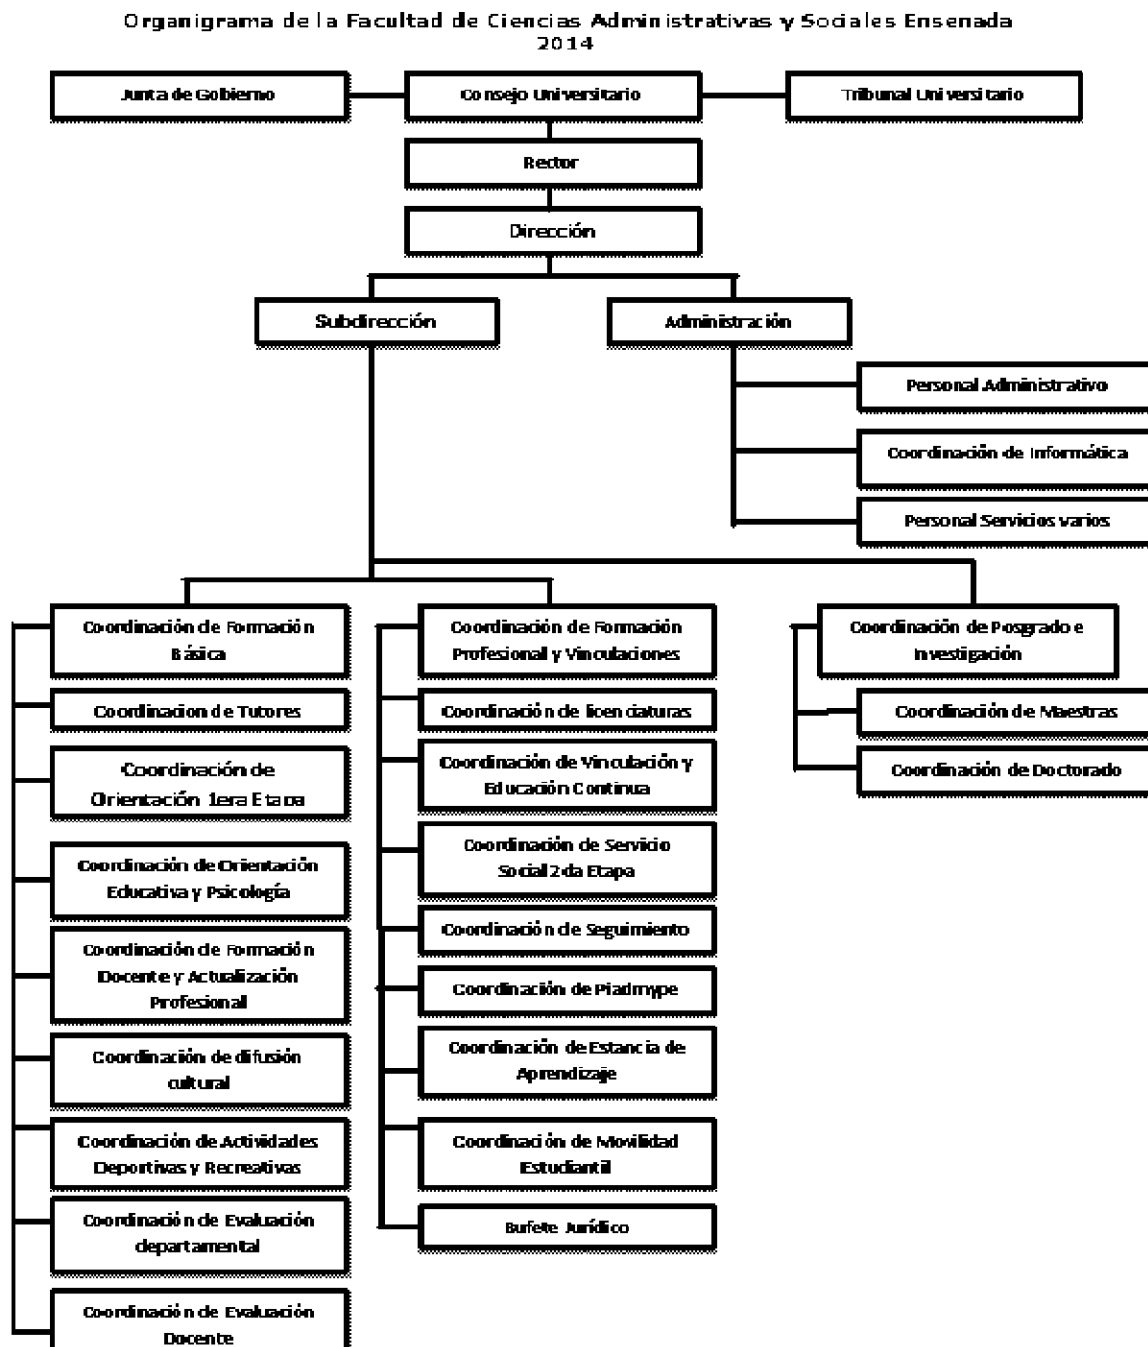 Organigrama de la Facultad de Ciencias Administrativas y Sociales Ensenada
2014
Junta de Gobierno
Consejo Universitario
Tribunal Universitario
Rector
Dirección
Subdirección
Administración
Personal Administrativo
Coordinación de Informática
Personal Servicios varios
Coordinación de Formación
Básica
Coordinacion de Tutores
Coordinación de
Orientación 1era Etapa
Coordinación de Orientación
Educativa y Psicología
Coordinación de Formación
Docente y Actualización
Profesional
Coordinación de difusión
cultural
Coordinación de Actividades
Deportivas y Recreativas
Coordinación de Evaluación
departamental
Coordinación de Evaluación
Docente
Coordinación de Formación
Profesional y Vinculaciones
Coordinación de licenciaturas
Coordinación de Vinculación y
Educación Continua
Coordinación de Servicio
Social 2da Etapa
Coordinación de Seguimiento
Coordinación de Piadmype
Coordinación de Estancia de
Aprendizaje
Coordinación de Movilidad
Estudiantil
Bufete Jurídico
Coordinación de Posgrado e
Investigación
Coordinación de Maestras
Coordinación de Doctorado